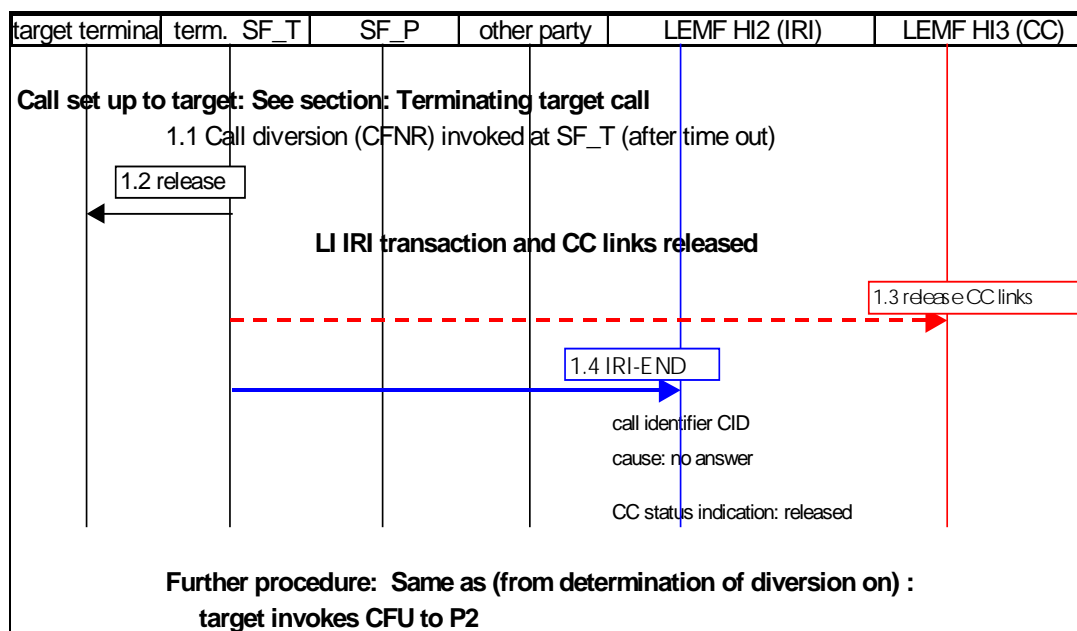 target termina term. SF_T SF_P other party LEMF HI2 (IRI) LEMF HI3 (CC)
Call set up to target: See section: Terminating target call
1.1 Call diversion (CFNR) invoked at SF_T (after time out)
1.2 release
LI IRI transaction and CC links released
1.3 release CC links
1.4 IRI-END
call identifier CID
cause: no answer
CC status indication: released
Further procedure: Same as (from determination of diversion on) :
target invokes CFU to P2